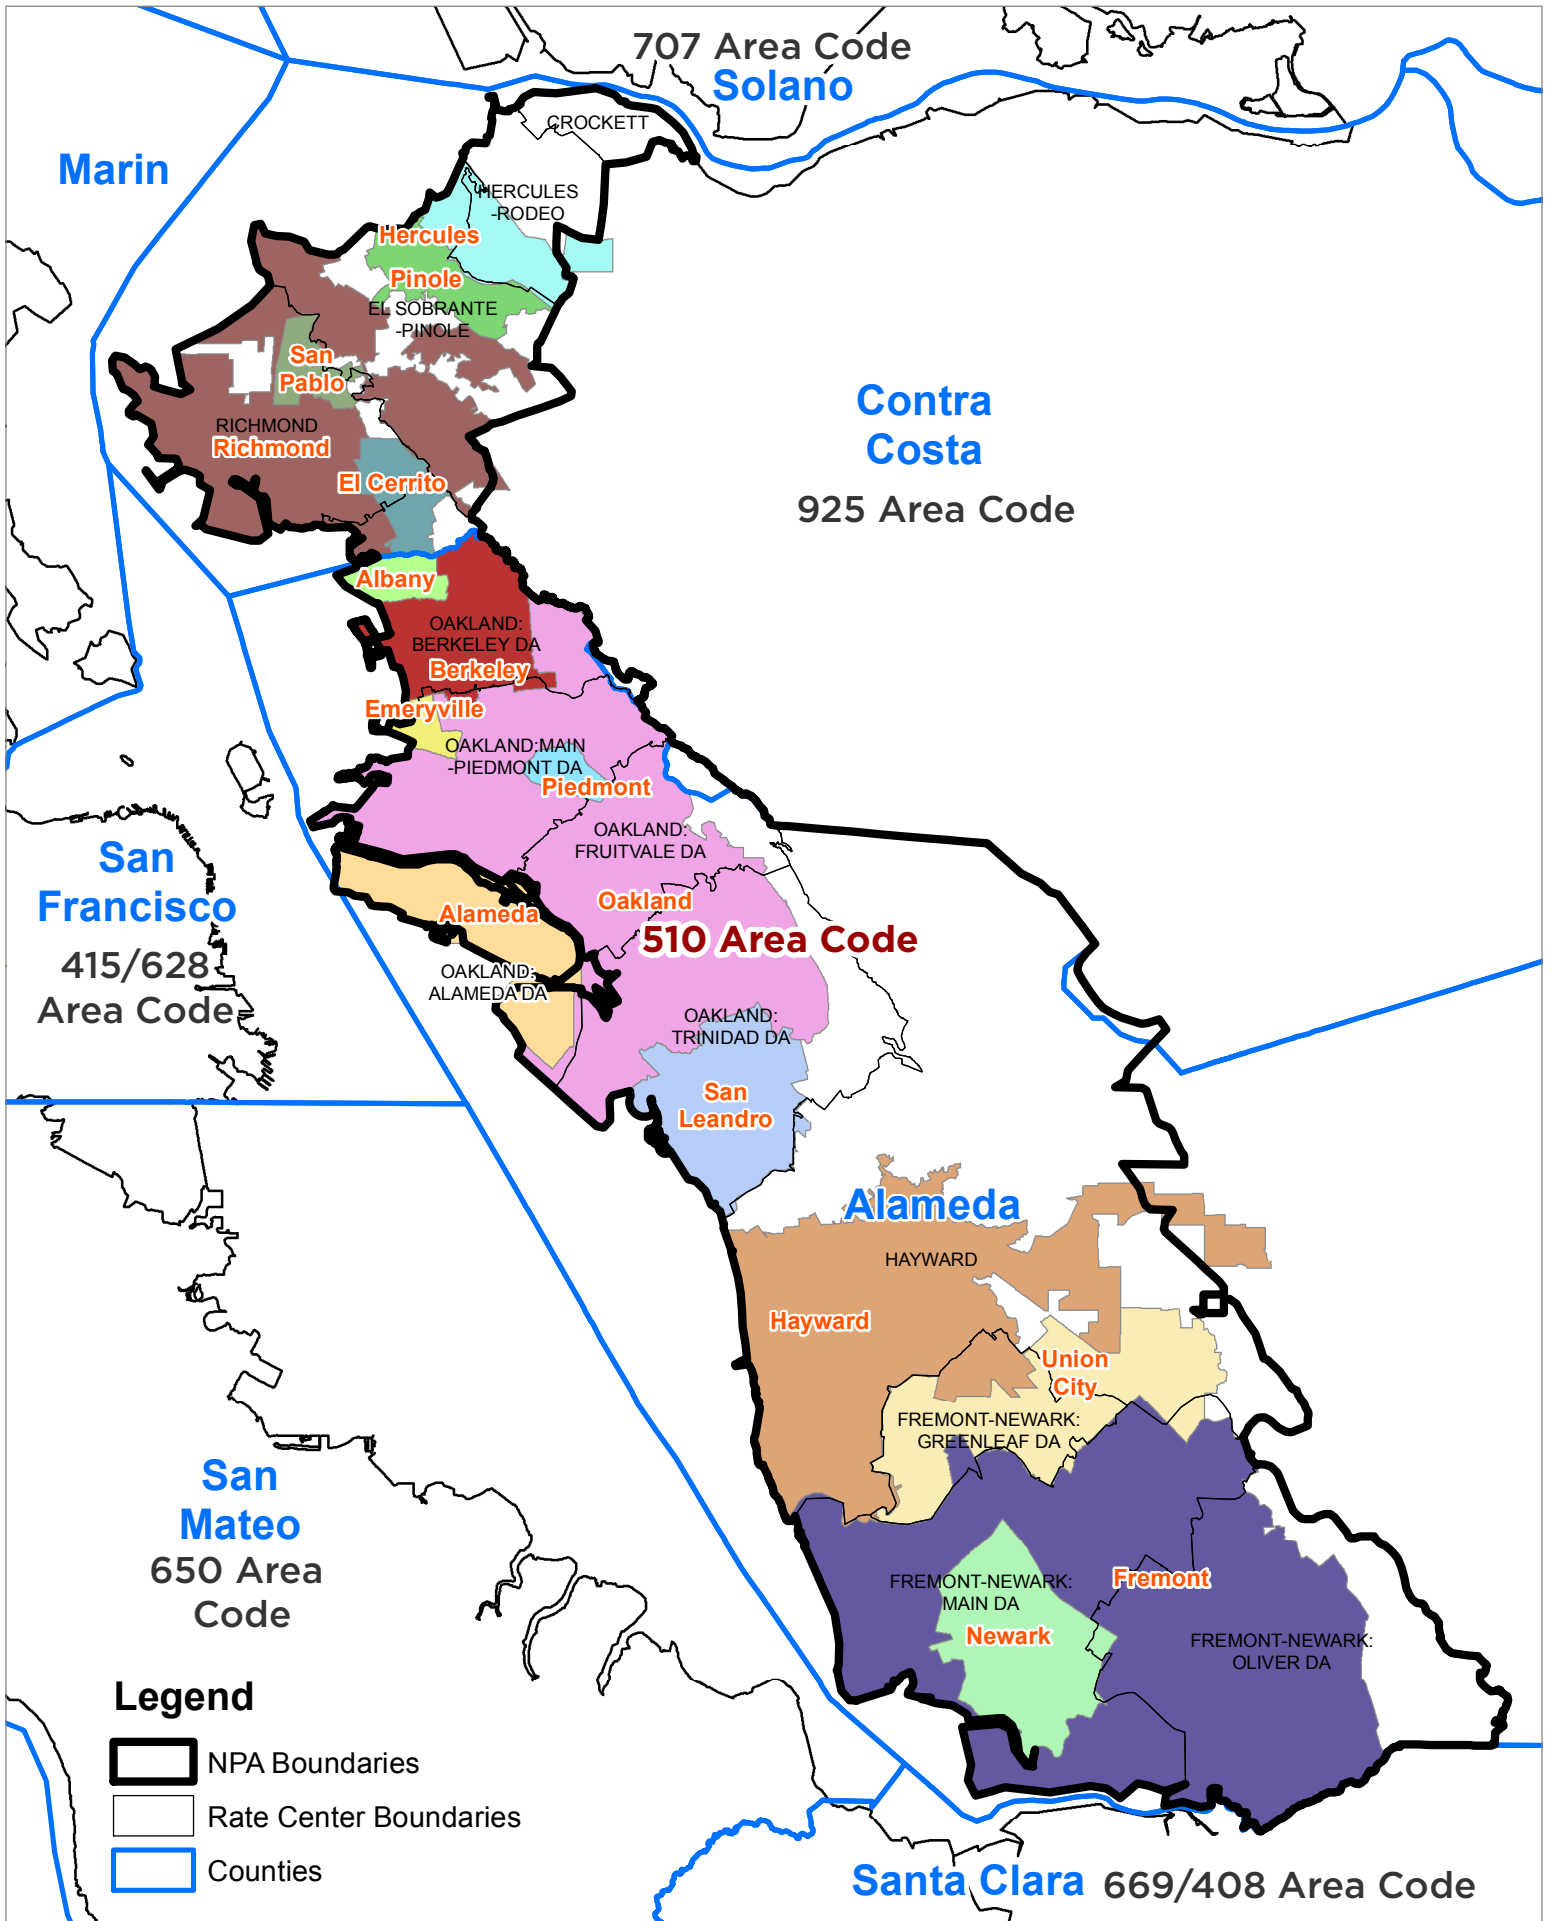 707 Area Code
Solano
CROCKETT
Marin
HERCULES
-RODEO
Hercules
Pinole
EL SOBRANTE
-PINOLE
San
Pablo
RICHMOND
Richmond
El Cerrito
Contra
Costa
925 Area Code
Albany
OAKLAND:
BERKELEY DA
Berkeley
Emeryville
OAKLAND:MAIN
-PIEDMONT DA
Piedmont
OAKLAND:
FRUITVALE DA
San
Francisco
415/628
Area Code
Oakland
Alameda
510 Area Code
OAKLAND:
ALAMEDA DA
OAKLAND:
TRINIDAD DA
San
Leandro
Alameda
HAYWARD
Hayward
Union
City
FREMONT-NEWARK:
GREENLEAF DA
San
Mateo
650 Area
Code
FREMONT-NEWARK:
MAIN DA
Fremont
Newark
FREMONT-NEWARK:
OLIVER DA
Legend
NPA Boundaries
Rate Center Boundaries
Counties
Santa Clara 669/408 Area Code